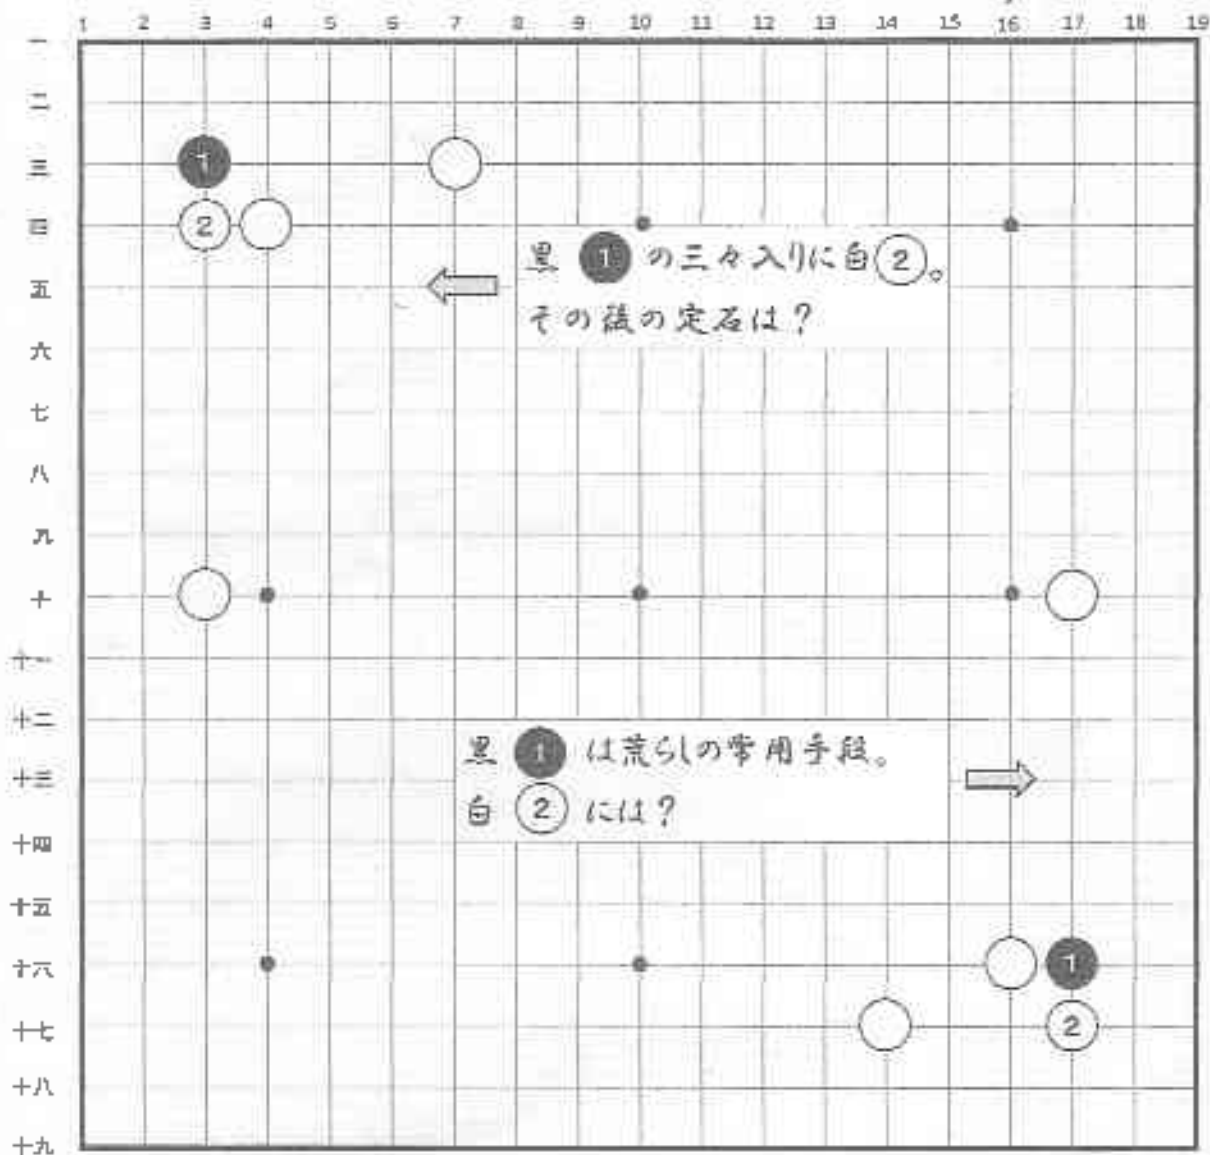 1 2 3 4 5 6 7 8 9 10 11 12 13 14 15 16 17 18 19
一
二
三
1
四
2
黒 1 の三々入りに白 2 。
五
その後の定石は?
六
七
八
九
十
十一
十二
黒 1 は荒らしの常用手段。
十三
白 2 には?
十四
十五
十六
1
十七
2
十八
十九